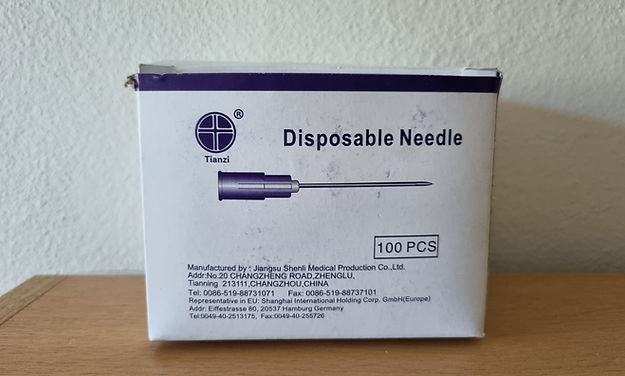 ®
Tianzi
Disposable Needle
100 PCS
Manufactured by : Jiangsu Shenli Medical Production Co.,Ltd.
Addr:No.20 CHANGZHENG ROAD,ZHENGLU,
Tianning 213111,CHANGZHOU,CHINA
Tel: 0086-519-88731071 Fax: 0086-519-88737101
Representative in EU: Shanghai International Holding Corp. GmbH(Europe)
Addr: Eiffestrasse 80, 20537 Hamburg Germany
Tel:0049-40-2513175, Fax:0049-40-255726